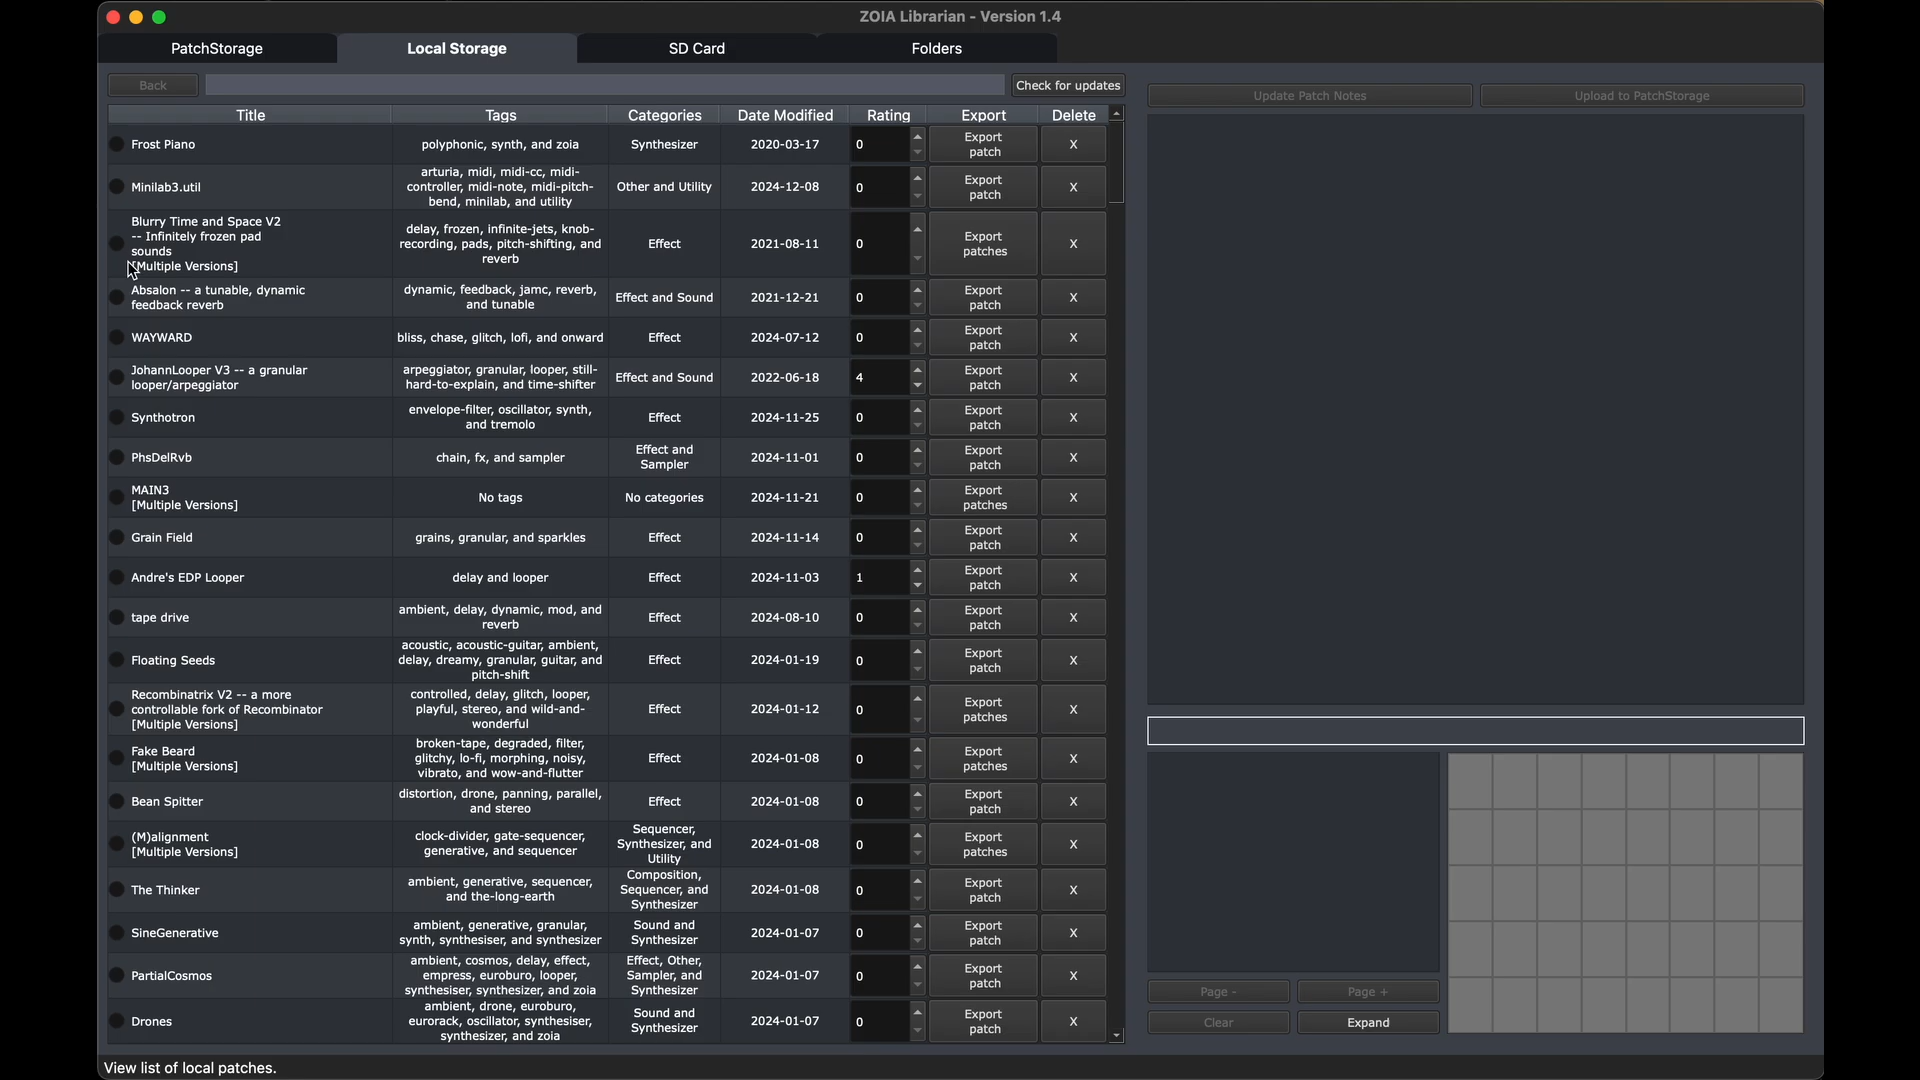 ZOIA Librarian - Version 1.4
PatchStorage
Local Storage
SD Card
Folders
Back
Check for updates
Update Patch Notes
Upload to PatchStorage
Title
Tags
Categories
Date Modified
Rating
Export
Delete
Frost Piano
polyphonic, synth, and zoia
Synthesizer
2020-03-17
0
Export
patch
X
Minilab3.util
arturia, midi, midi-cc, midi-
controller, midi-note, midi-pitch-
bend, minilab, and utility
Other and Utility
2024-12-08
0
Export
patch
X
Blurry Time and Space V2
-- Infinitely frozen pad
sounds
[Multiple Versions]
delay, frozen, infinite-jets, knob-
recording, pads, pitch-shifting, and
reverb
Effect
2021-08-11
0
Export
patches
X
Absalon -- a tunable, dynamic
feedback reverb
dynamic, feedback, jamc, reverb,
and tunable
Effect and Sound
2021-12-21
0
Export
patch
X
WAYWARD
bliss, chase, glitch, lofi, and onward
Effect
2024-07-12
0
Export
patch
X
JohannLooper V3 -- a granular
looper/arpeggiator
arpeggiator, granular, looper, still-
hard-to-explain, and time-shifter
Effect and Sound
2022-06-18
4
Export
patch
X
Synthotron
envelope-filter, oscillator, synth,
and tremolo
Effect
2024-11-25
0
Export
patch
X
PhsDelRvb
chain, fx, and sampler
Effect and
Sampler
2024-11-01
0
Export
patch
X
MAIN3
[Multiple Versions]
No tags
No categories
2024-11-21
0
Export
patches
X
Grain Field
grains, granular, and sparkles
Effect
2024-11-14
0
Export
patch
X
Andre's EDP Looper
delay and looper
Effect
2024-11-03
1
Export
patch
X
tape drive
ambient, delay, dynamic, mod, and
reverb
Effect
2024-08-10
0
Export
patch
X
Floating Seeds
acoustic, acoustic-guitar, ambient,
delay, dreamy, granular, guitar, and
pitch-shift
Effect
2024-01-19
0
Export
patch
X
Recombinatrix V2 -- a more
controllable fork of Recombinator
[Multiple Versions]
controlled, delay, glitch, looper,
playful, stereo, and wild-and-
wonderful
Effect
2024-01-12
0
Export
patches
X
Fake Beard
[Multiple Versions]
broken-tape, degraded, filter,
glitchy, lo-fi, morphing, noisy,
vibrato, and wow-and-flutter
Effect
2024-01-08
0
Export
patches
X
Bean Spitter
distortion, drone, panning, parallel,
and stereo
Effect
2024-01-08
0
Export
patch
X
(M)alignment
[Multiple Versions]
clock-divider, gate-sequencer,
generative, and sequencer
Sequencer,
Synthesizer, and
Utility
2024-01-08
0
Export
patches
X
The Thinker
ambient, generative, sequencer,
and the-long-earth
Composition,
Sequencer, and
Synthesizer
2024-01-08
0
Export
patch
X
SineGenerative
ambient, generative, granular,
synth, synthesiser, and synthesizer
Sound and
Synthesizer
2024-01-07
0
Export
patch
X
PartialCosmos
ambient, cosmos, delay, effect,
empress, euroburo, looper,
synthesiser, synthesizer, and zoia
Effect, Other,
Sampler, and
Synthesizer
2024-01-07
0
Export
patch
X
Drones
ambient, drone, euroburo,
eurorack, oscillator, synthesiser,
synthesizer, and zoia
Sound and
Synthesizer
2024-01-07
0
Export
patch
X
Page -
Page +
Clear
Expand
View list of local patches.